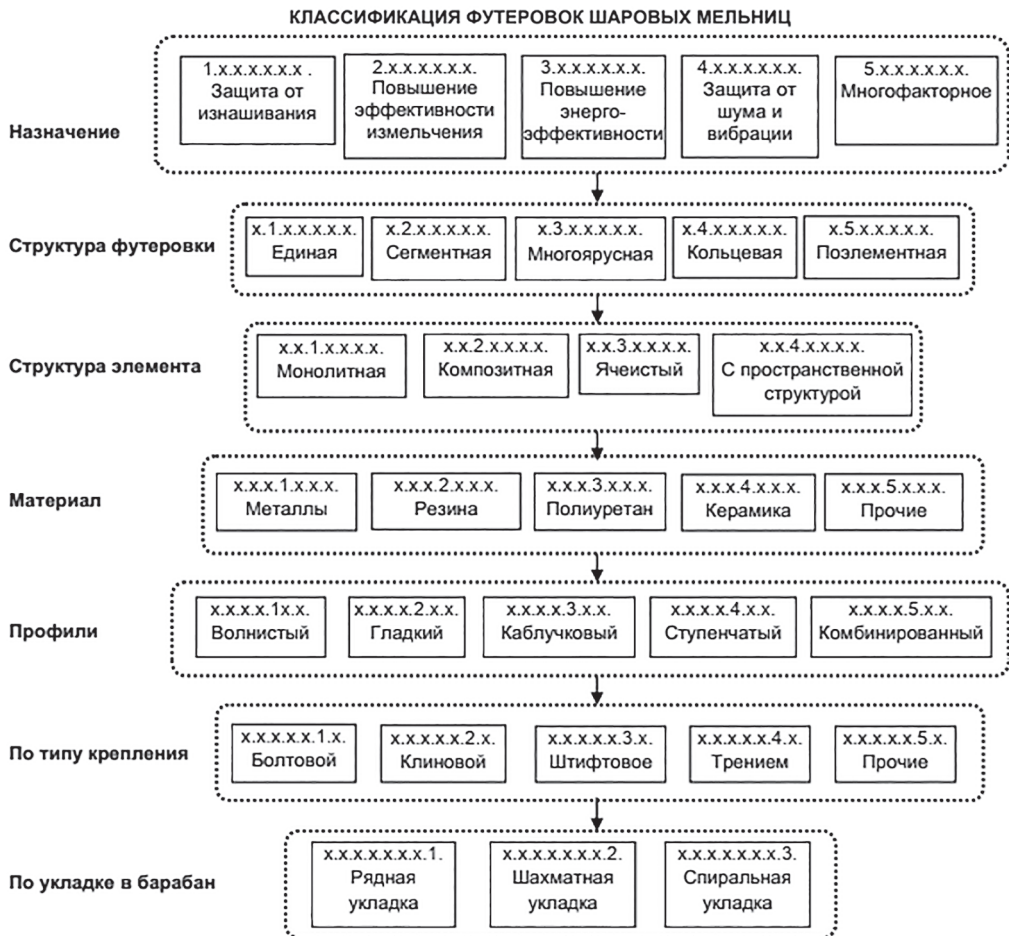 КЛАССИФИКАЦИЯ ФУТЕРОВОК ШАРОВЫХ МЕЛЬНИЦ
Назначение
1.х.х.х.х.х.х .
Защита от
изнашивания
2.х.х.х.х.х.х.
Повышение
эффективности
измельчения
3.х.х.х.х.х.х.
Повышение
энерго-
эффективности
4.х.х.х.х.х.х.
Защита от
шума и
вибрации
5.х.х.х.х.х.х.
Многофакторное
Структура футеровки
х.1.х.х.х.х.х.
Единая
х.2.х.х.х.х.х.
Сегментная
х.3.х.х.х.х.х.
Многоярусная
х.4.х.х.х.х.х.
Кольцевая
х.5.х.х.х.х.х.
Поэлементная
Структура элемента
х.х.1.х.х.х.х.
Монолитная
х.х.2.х.х.х.х.
Композитная
х.х.3.х.х.х.х.
Ячеистый
х.х.4.х.х.х.х.
С пространственной
структурой
Материал
х.х.х.1.х.х.х.
Металлы
х.х.х.2.х.х.х.
Резина
х.х.х.3.х.х.х.
Полиуретан
х.х.х.4.х.х.х.
Керамика
х.х.х.5.х.х.х.
Прочие
Профили
х.х.х.х.1х.х.
Волнистый
х.х.х.х.2.х.х.
Гладкий
х.х.х.х.3.х.х.
Каблучковый
х.х.х.х.4.х.х.
Ступенчатый
х.х.х.х.5.х.х.
Комбинированный
По типу крепления
х.х.х.х.х.1.х.
Болтовой
х.х.х.х.х.2.х.
Клиновой
х.х.х.х.х.3.х.
Штифтовое
х.х.х.х.х.4.х.
Трением
х.х.х.х.х.5.х.
Прочие
По укладке в барабан
х.х.х.х.х.х.х.1.
Рядная
укладка
х.х.х.х.х.х.х.2.
Шахматная
укладка
х.х.х.х.х.х.х.3.
Спиральная
укладка